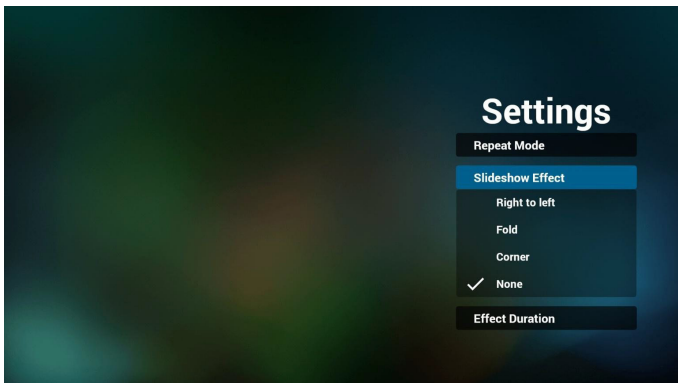 Settings
Repeat Mode
Slideshow Effect
Right to left
Fold
Corner
None
Effect Duration